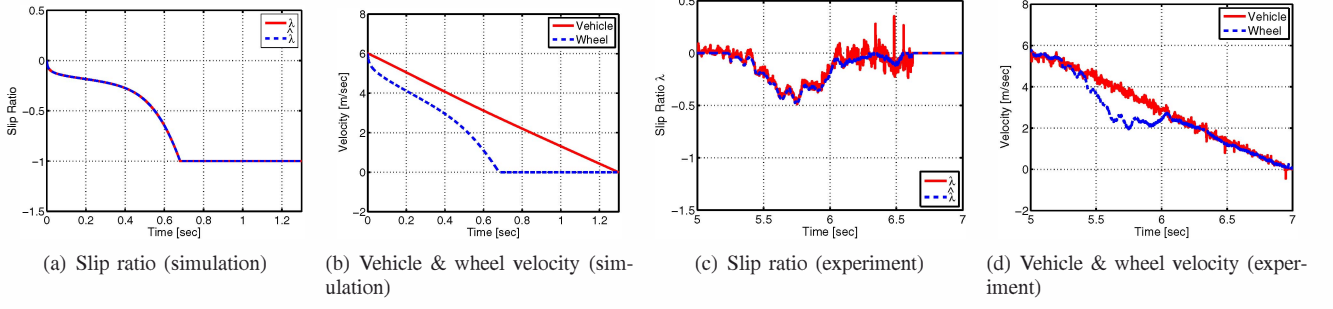 0.5
0
−0.5
−1
−1.5
Slip Ratio
0 0.2 0.4 0.6 0.8 1 1.2
Time [sec]
λ
λ̂
(a) Slip ratio (simulation)
8
6
4
2
0
−2
Velocity [m/sec]
0 0.2 0.4 0.6 0.8 1 1.2
Time [sec]
Vehicle
Wheel
(b) Vehicle & wheel velocity (sim-
ulation)
0.5
0
−0.5
−1
−1.5
Slip Ratio λ
5 5.5 6 6.5 7
Time [sec]
λ
λ̂
(c) Slip ratio (experiment)
8
6
4
2
0
−2
Velocity [m/sec]
5 5.5 6 6.5 7
Time [sec]
Vehicle
Wheel
(d) Vehicle & wheel velocity (exper-
iment)